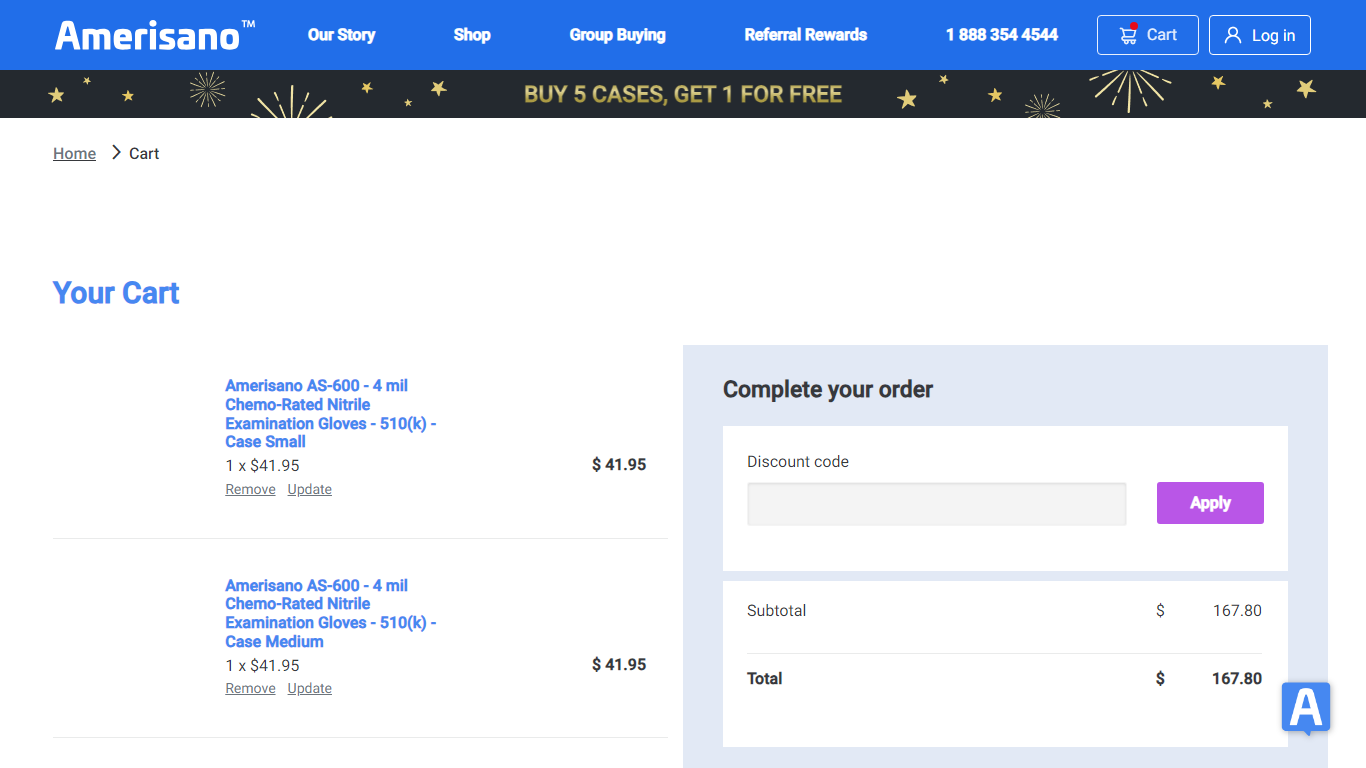 Amerisano™
Our Story
Shop
Group Buying
Referral Rewards
1 888 354 4544
Cart
Log in
BUY 5 CASES, GET 1 FOR FREE
Home
Cart
Your Cart
Amerisano AS-600 - 4 mil
Chemo-Rated Nitrile
Examination Gloves - 510(k) -
Case Small
1 x $41.95
$ 41.95
Remove Update
Amerisano AS-600 - 4 mil
Chemo-Rated Nitrile
Examination Gloves - 510(k) -
Case Medium
1 x $41.95
$ 41.95
Remove Update
Complete your order
Discount code
Apply
Subtotal $ 167.80
Total $ 167.80
A